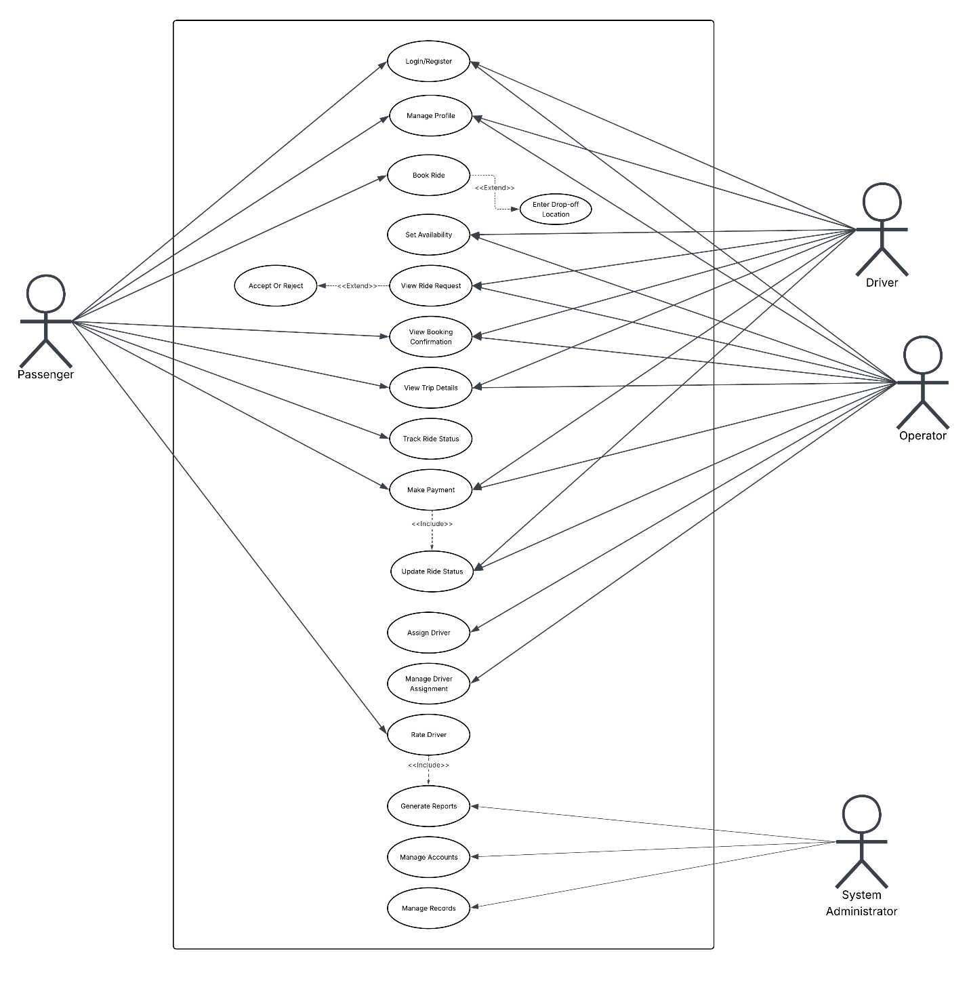 Login/Register
Manage Profile
Book Ride
<<Extend>>
Enter Drop-off
Location
Set Availability
Accept Or Reject
<<Extend>>
View Ride Request
Driver
View Booking
Confirmation
Passenger
View Trip Details
Operator
Track Ride Status
Make Payment
<<Include>>
Update Ride Status
Assign Driver
Manage Driver
Assignment
Rate Driver
<<Include>>
Generate Reports
Manage Accounts
Manage Records
System
Administrator